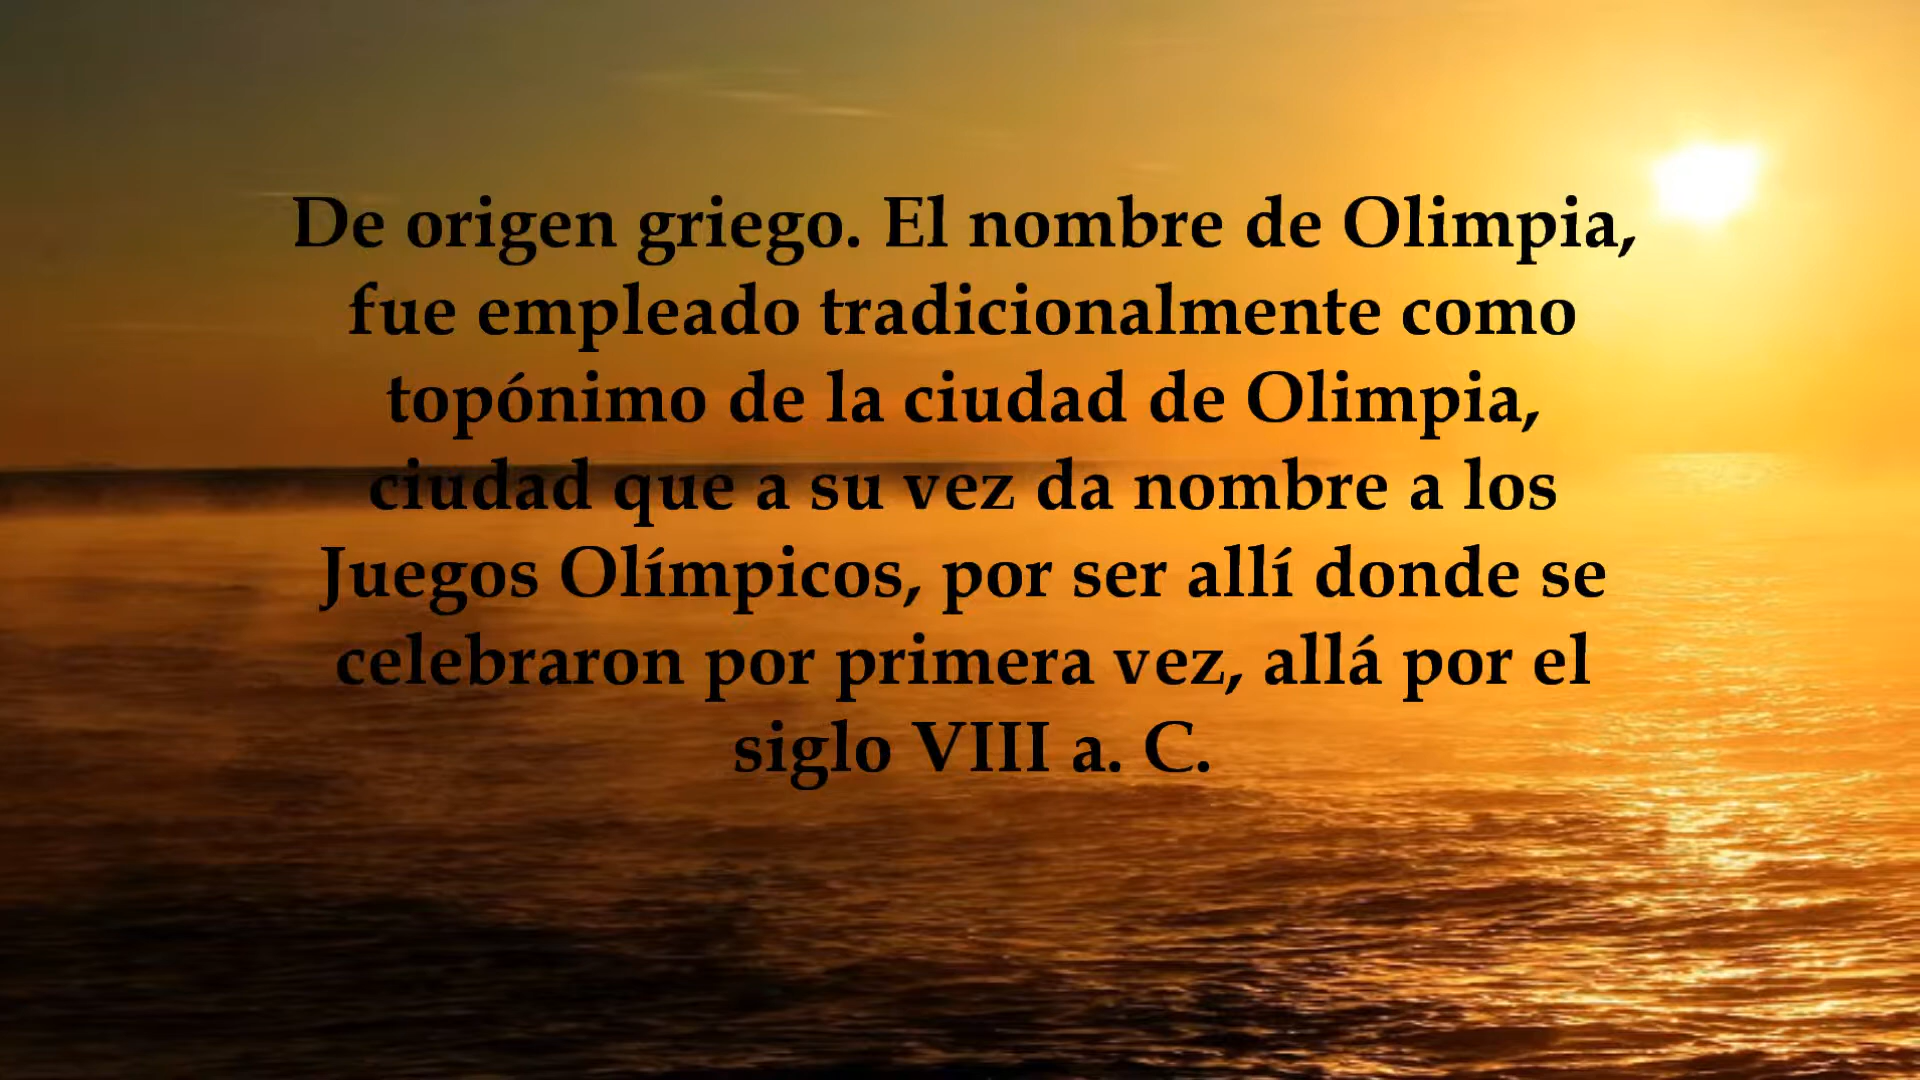 De origen griego. El nombre de Olimpia,
fue empleado tradicionalmente como
topónimo de la ciudad de Olimpia,
ciudad que a su vez da nombre a los
Juegos Olímpicos, por ser allí donde se
celebraron por primera vez, allá por el
siglo VIII a. C.